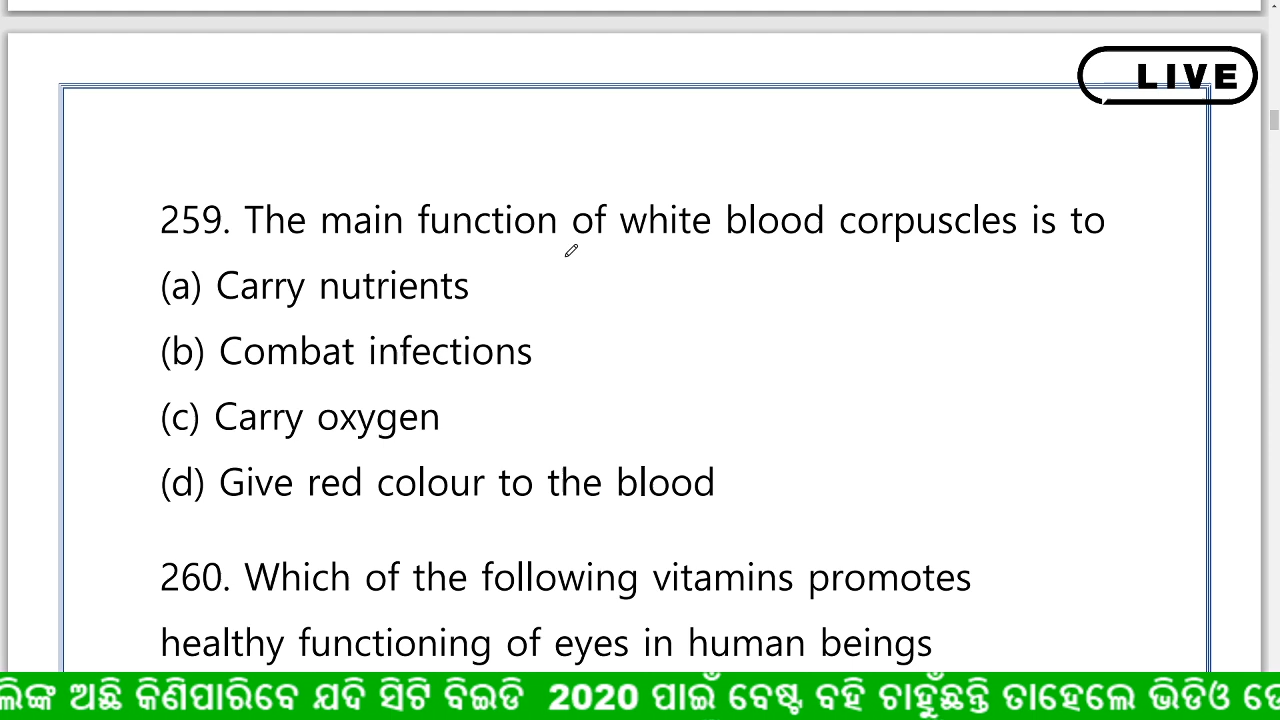 LIVE
259. The main function of white blood corpuscles is to
(a) Carry nutrients
(b) Combat infections
(c) Carry oxygen
(d) Give red colour to the blood
260. Which of the following vitamins promotes
healthy functioning of eyes in human beings
ଅଛି କିଣିପାରିବେ ଯଦି ସିଟି ବିଇଡି 2020 ପାଇଁ ବେଷ୍ଟ ବହି ଚାହୁଁଛନ୍ତି ତାହେଲେ ଭିଡିଓ